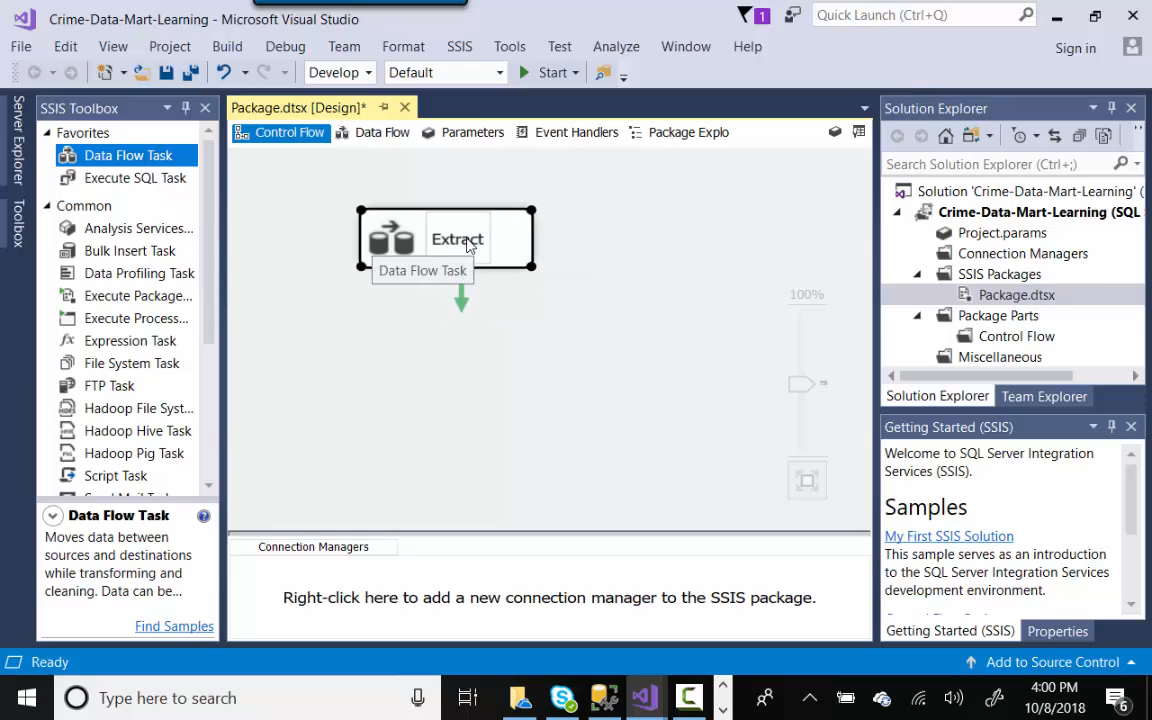 Crime-Data-Mart-Learning - Microsoft Visual Studio
1
Quick Launch (Ctrl+Q)
File Edit View Project Build Debug Team Format SSIS Tools Test Analyze Window Help
Sign in
Develop
Default
Start
Server Explorer
Toolbox
SSIS Toolbox
Favorites
Data Flow Task
Execute SQL Task
Common
Analysis Services...
Bulk Insert Task
Data Profiling Task
Execute Package...
Execute Process...
Expression Task
File System Task
FTP Task
Hadoop File Syst...
Hadoop Hive Task
Hadoop Pig Task
Script Task
Data Flow Task
Moves data between
sources and destinations
while transforming and
cleaning. Data can be...
Find Samples
Package.dtsx [Design]*
Control Flow
Data Flow
Parameters
Event Handlers
Package Explo
Extract
Data Flow Task
100%
Connection Managers
Right-click here to add a new connection manager to the SSIS package.
Solution Explorer
Search Solution Explorer (Ctrl+;)
Solution 'Crime-Data-Mart-Learning' (
Crime-Data-Mart-Learning (SQL
Project.params
Connection Managers
SSIS Packages
Package.dtsx
Package Parts
Control Flow
Miscellaneous
Solution Explorer
Team Explorer
Getting Started (SSIS)
Welcome to SQL Server Integration
Services (SSIS).
Samples
My First SSIS Solution
This sample serves as an introduction
to the SQL Server Integration Services
development environment.
Getting Started (SSIS)
Properties
Ready
Add to Source Control
Type here to search
4:00 PM
10/8/2018
6